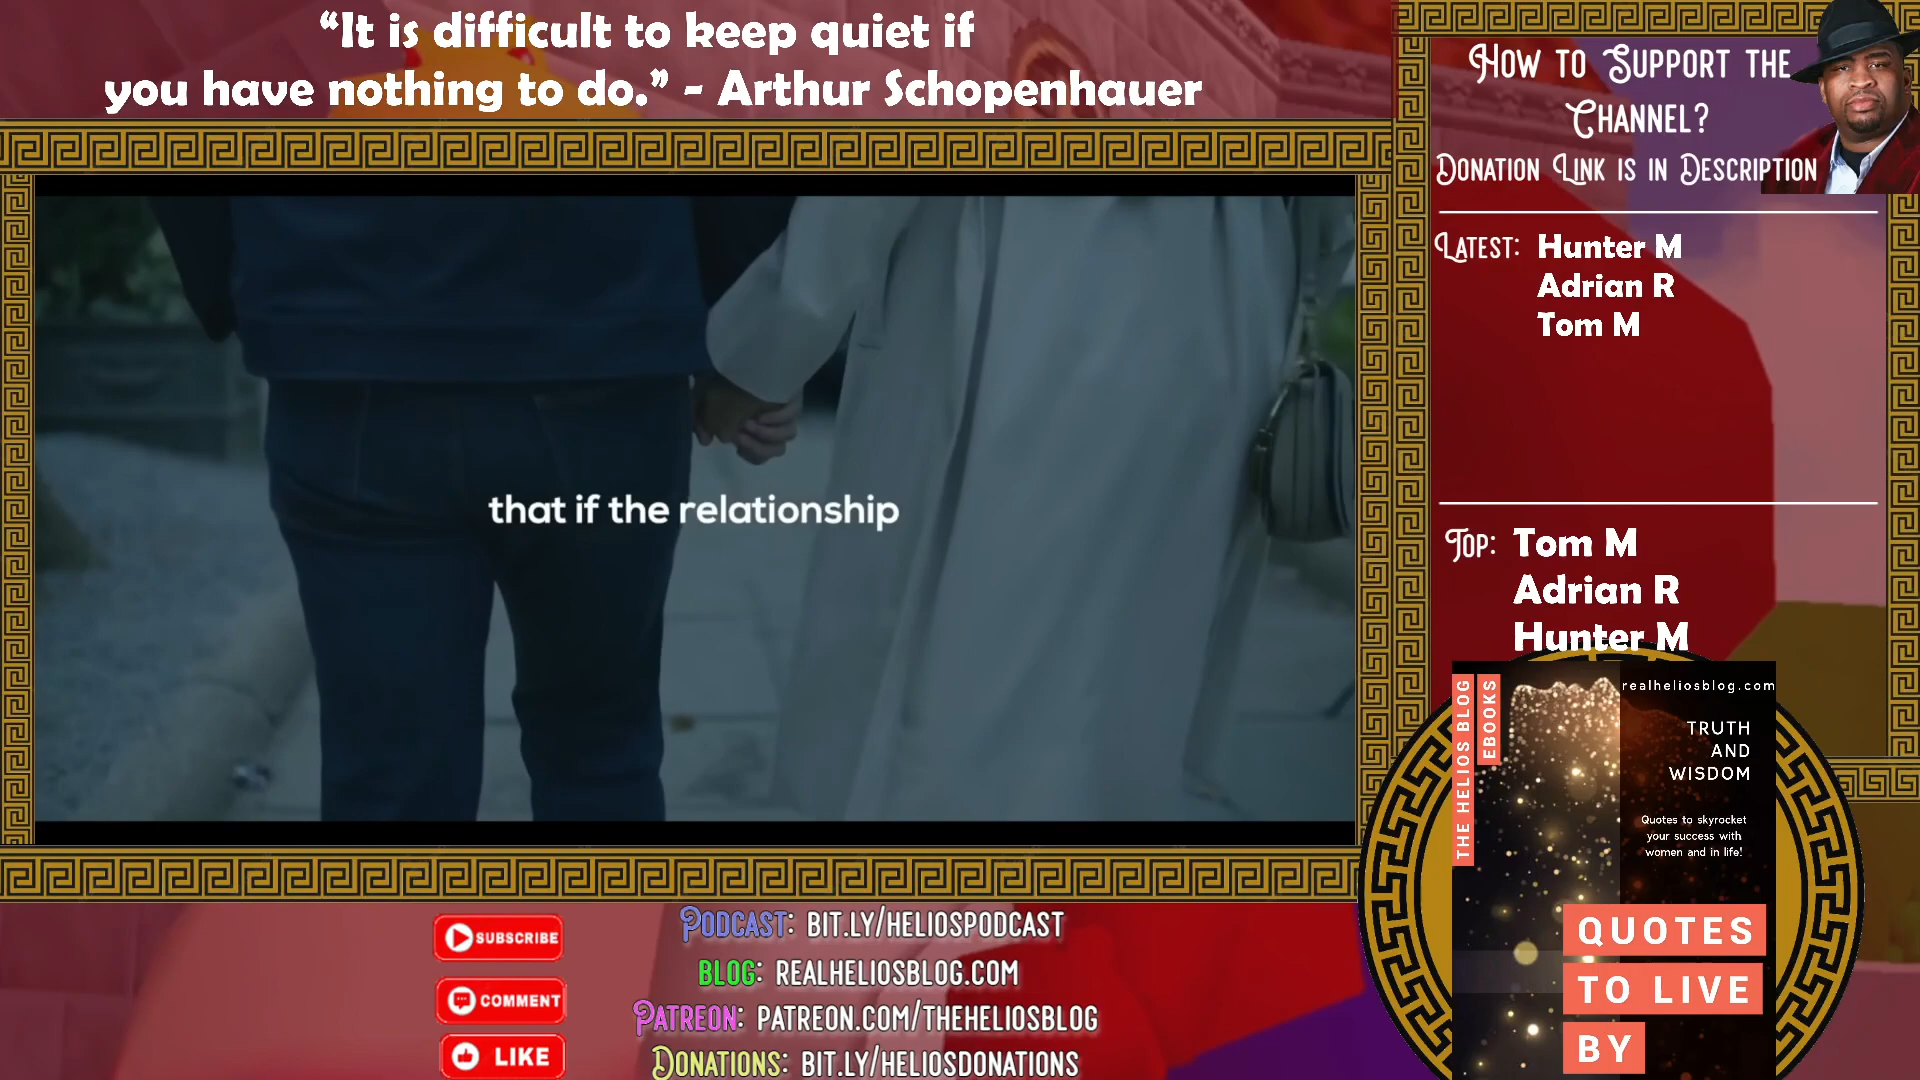 “It is difficult to keep quiet if
you have nothing to do.” - Arthur Schopenhauer
How to Support the
Channel?
Donation Link is in Description
Latest: Hunter M
Adrian R
Tom M
that if the relationship
Top: Tom M
Adrian R
Hunter M
THE HELIOS BLOG
EBOOKS
realheliosblog.com
TRUTH
AND
WISDOM
Quotes to skyrocket
your success with
women and in life!
QUOTES
TO LIVE
BY
SUBSCRIBE
COMMENT
LIKE
Podcast: BIT.LY/HELIOSPODCAST
BLOG: REALHELIOSBLOG.COM
Patreon: PATREON.COM/THEHELIOSBLOG
Donations: BIT.LY/HELIOSDONATIONS